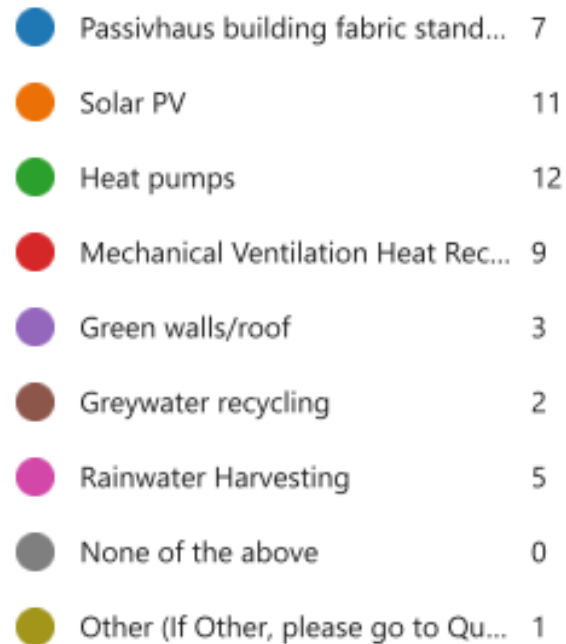 Passivhaus building fabric stand... 7
Solar PV 11
Heat pumps 12
Mechanical Ventilation Heat Rec... 9
Green walls/roof 3
Greywater recycling 2
Rainwater Harvesting 5
None of the above 0
Other (If Other, please go to Qu... 1